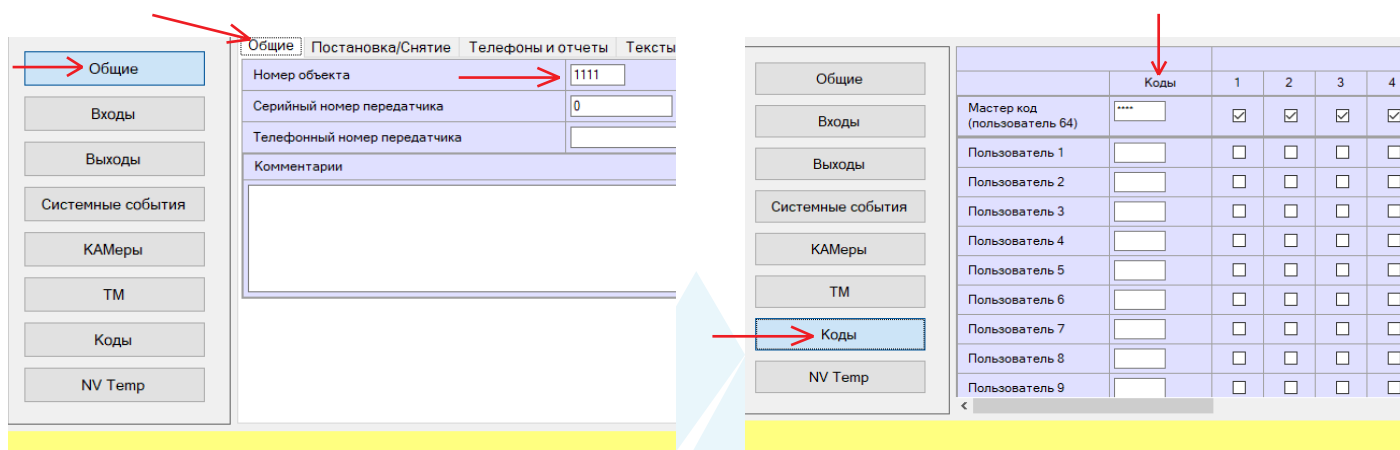 Общие
Входы
Выходы
Системные события
КАМеры
ТМ
Коды
NV Temp
Общие Постановка/Снятие Телефоны и отчеты Тексты
Номер объекта 1111
Серийный номер передатчика 0
Телефонный номер передатчика
Комментарии
Общие
Входы
Выходы
Системные события
КАМеры
ТМ
Коды
NV Temp
Коды 1 2 3 4
Мастер код
(пользователь 64) ****
Пользователь 1
Пользователь 2
Пользователь 3
Пользователь 4
Пользователь 5
Пользователь 6
Пользователь 7
Пользователь 8
Пользователь 9